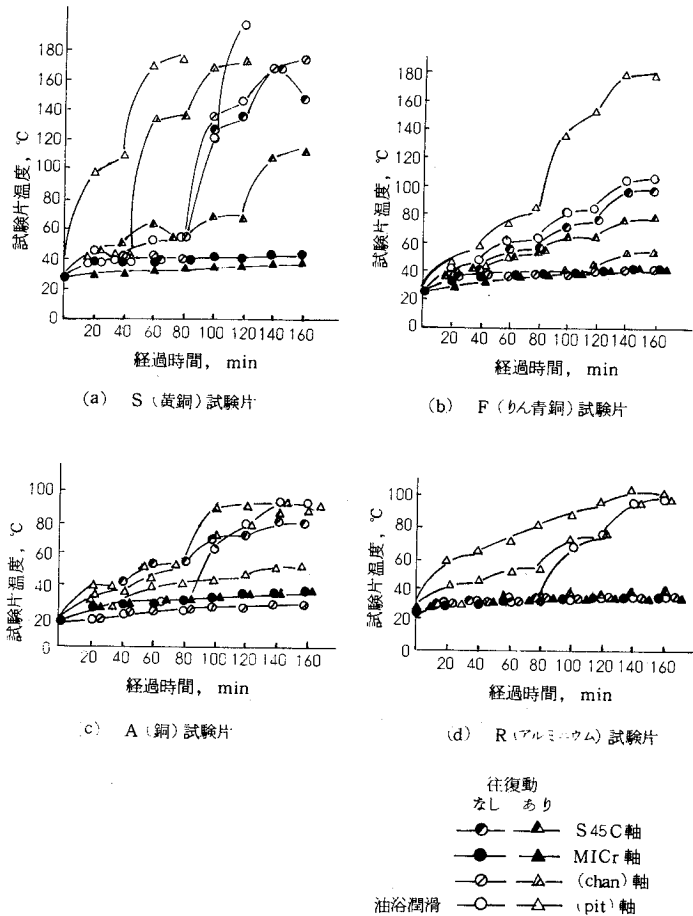 試験片温度, ℃
180
160
140
120
100
80
60
40
20
0
20 40 60 80 100 120 140 160
経過時間, min
(a) S (黄銅) 試験片
試験片温度, ℃
180
160
140
120
100
80
60
40
20
0
20 40 60 80 100 120 140 160
経過時間, min
(b) F (りん青銅) 試験片
試験片温度, ℃
100
80
60
40
20
0
20 40 60 80 100 120 140 160
経過時間, min
c) A (銅) 試験片
試験片温度, ℃
100
80
60
40
20
0
20 40 60 80 100 120 140 160
経過時間, min
(d) R (アルミニウム) 試験片
往復動
なし あり
S45C軸
MICr軸
(chan)軸
油浴潤滑 (pit)軸